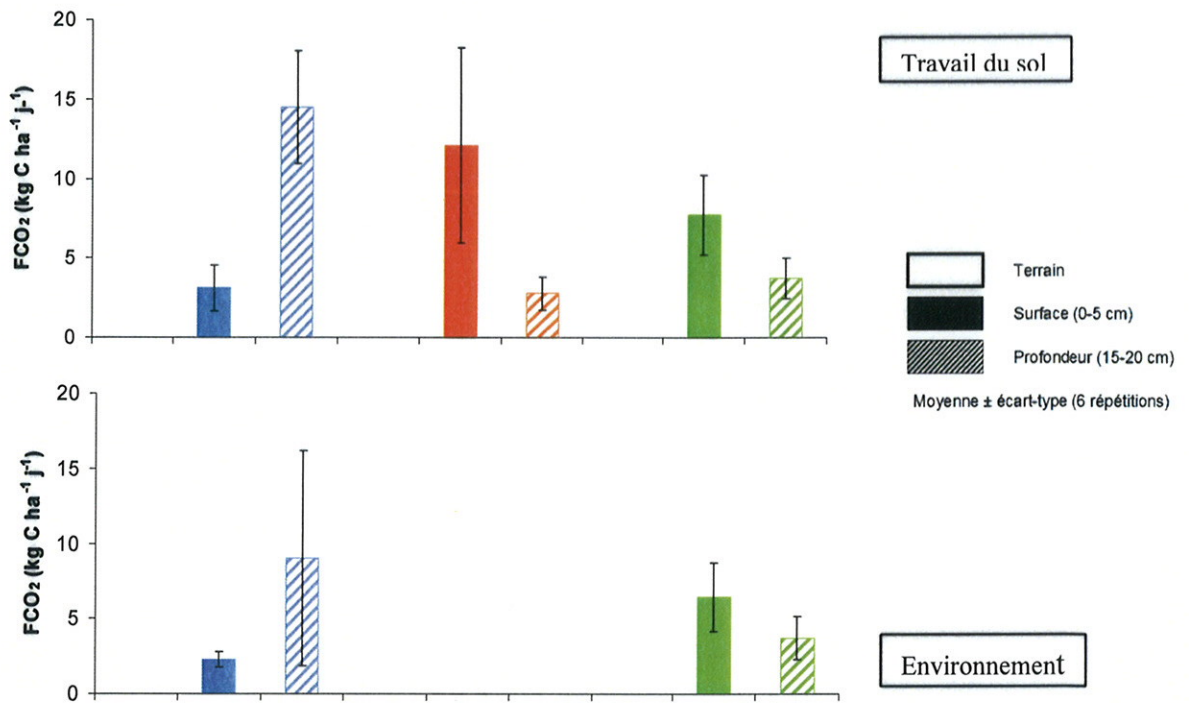 20
15
10
5
0
FCO₂ (kg C ha⁻¹ j-¹)
Travail du sol
Terrain
Surface (0-5 cm)
Profondeur (15-20 cm)
Moyenne ± écart-type (6 répétitions)
20
15
10
5
0
FCO₂ (kg C ha⁻¹ j⁻¹)
Environnement